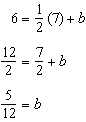 6 = 1/2 (7) + b
12/2 = 7/2 + b
5/12 = b